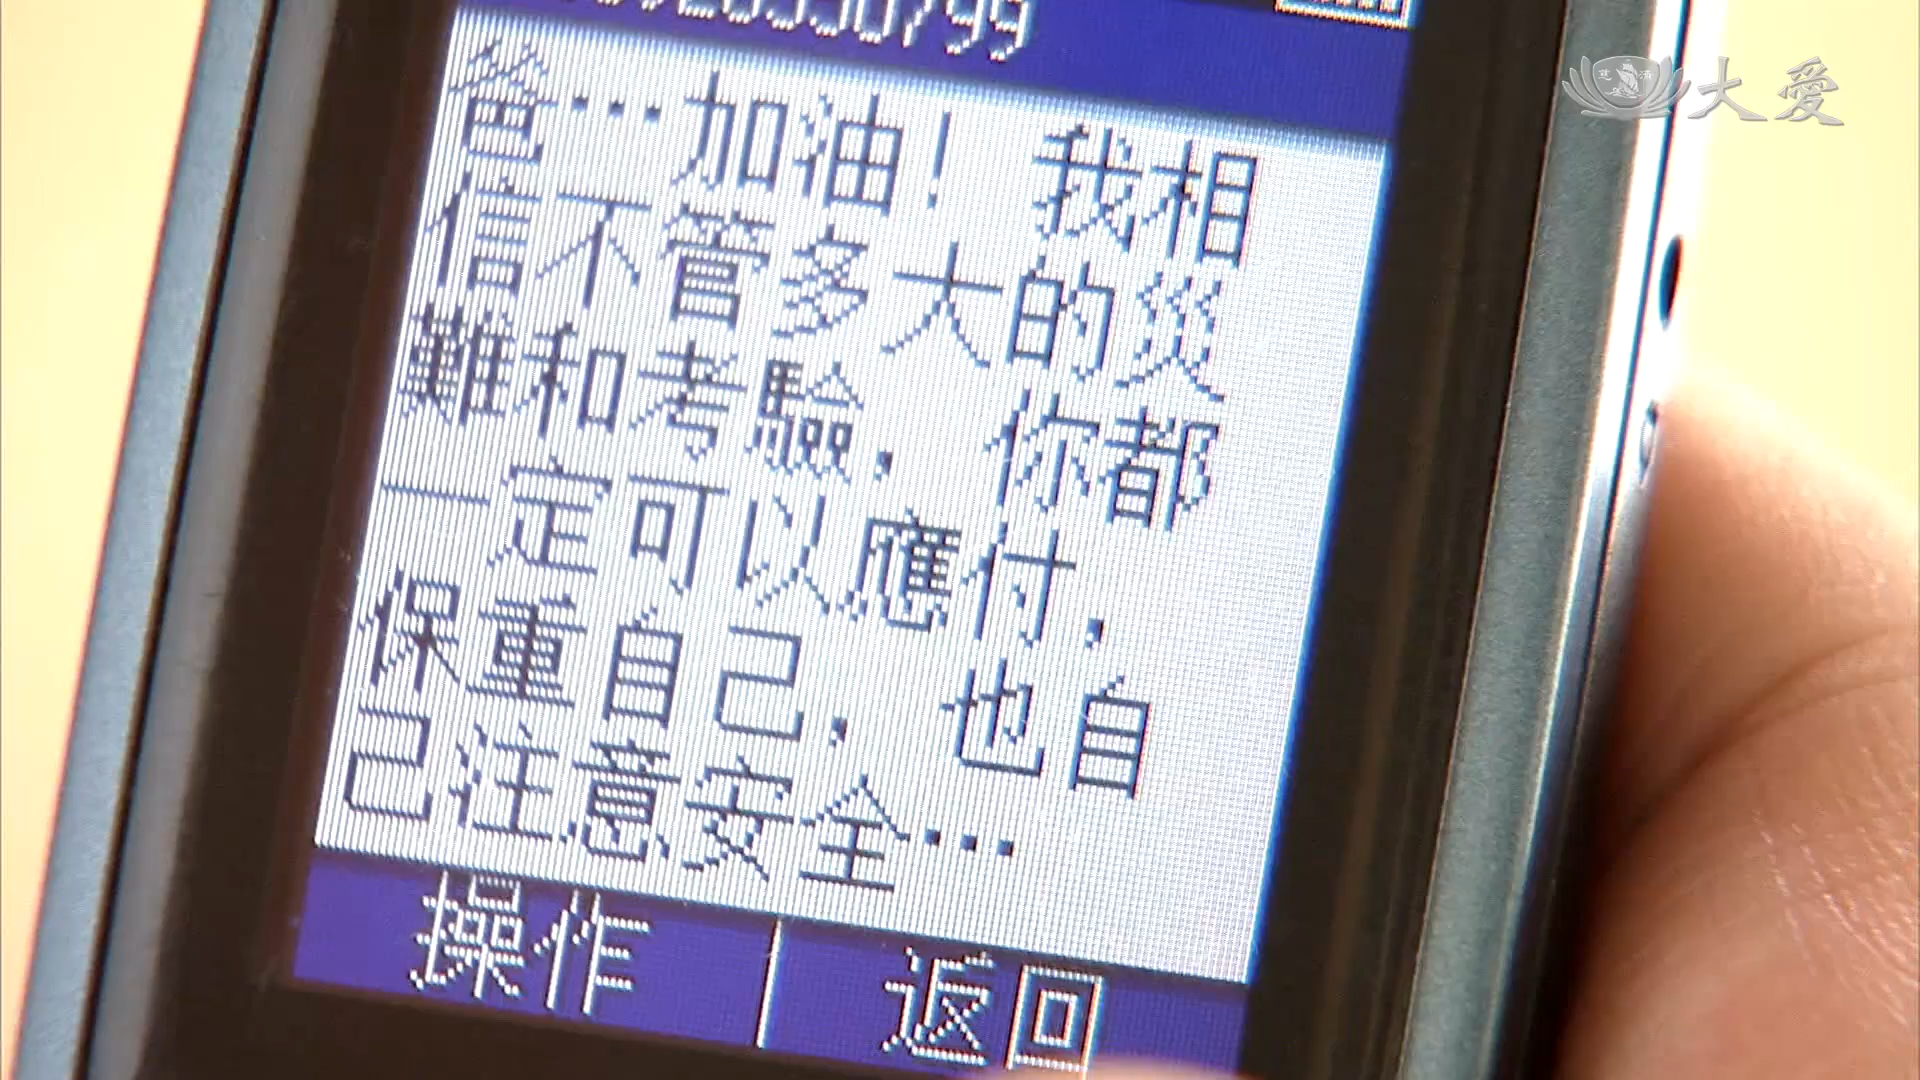 大愛
爸…加油！我相
信不管多大的災
難和考驗，你都
一定可以應付，
保重自己，也自
己注意安全…
操作 返回